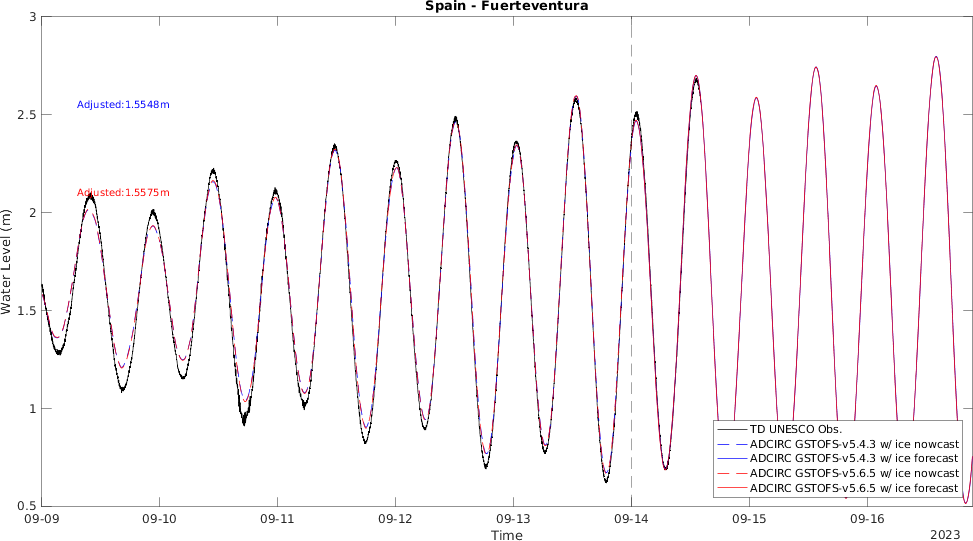 Spain - Fuerteventura
3
2.5
2
1.5
1
0.5
Water Level (m)
Adjusted:1.5548m
Adjusted:1.5575m
TD UNESCO Obs.
ADCIRC GSTOFS-v5.4.3 w/ ice nowcast
ADCIRC GSTOFS-v5.4.3 w/ ice forecast
ADCIRC GSTOFS-v5.6.5 w/ ice nowcast
ADCIRC GSTOFS-v5.6.5 w/ ice forecast
09-09 09-10 09-11 09-12 09-13 09-14 09-15 09-16
Time
2023